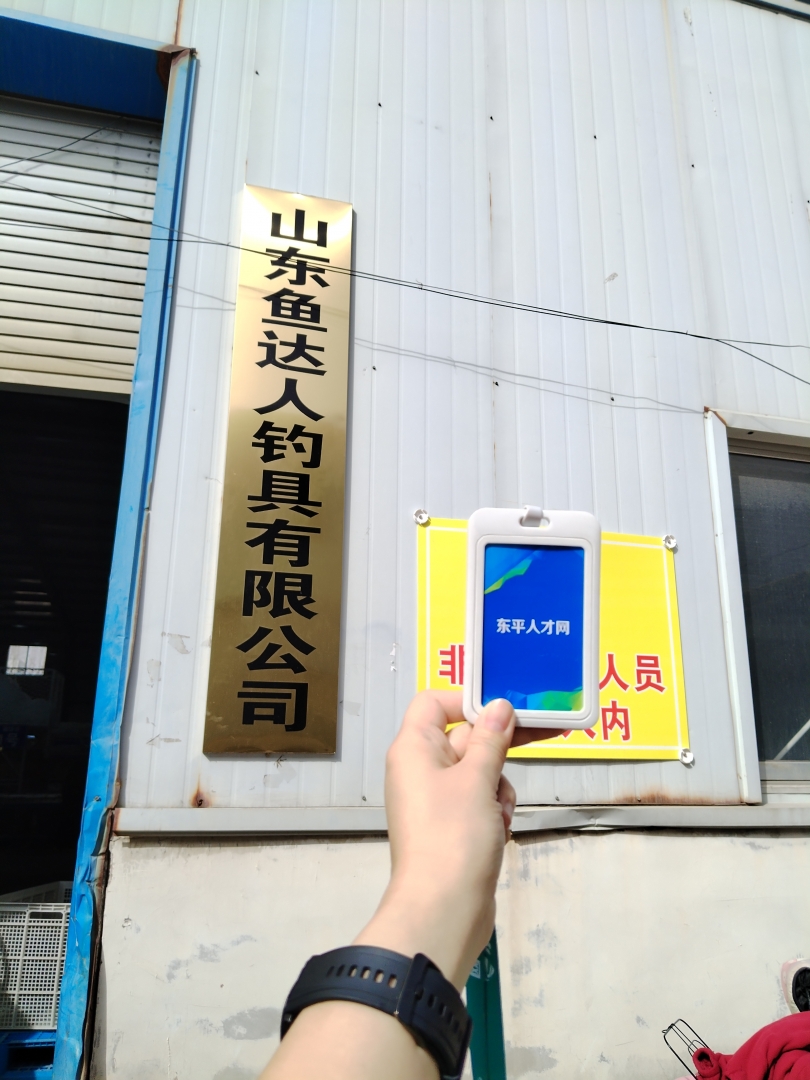 山东鱼达人钓具有限公司
东平人才网
非 人员
内